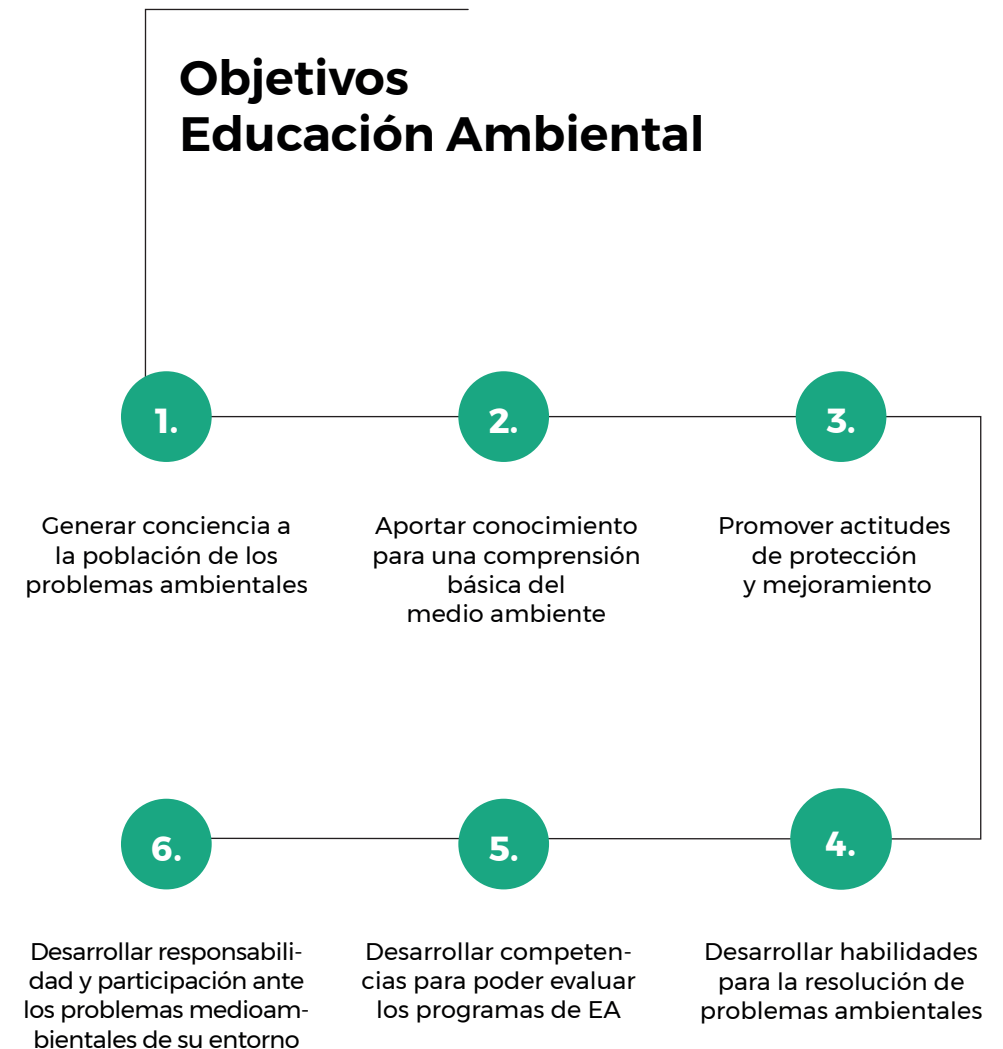 Objetivos
Educación Ambiental
1.
Generar conciencia a
la población de los
problemas ambientales
2.
Aportar conocimiento
para una comprensión
básica del
medio ambiente
3.
Promover actitudes
de protección
y mejoramiento
4.
Desarrollar habilidades
para la resolución de
problemas ambientales
5.
Desarrollar competen-
cias para poder evaluar
los programas de EA
6.
Desarrollar responsabili-
dad y participación ante
los problemas medioam-
bientales de su entorno